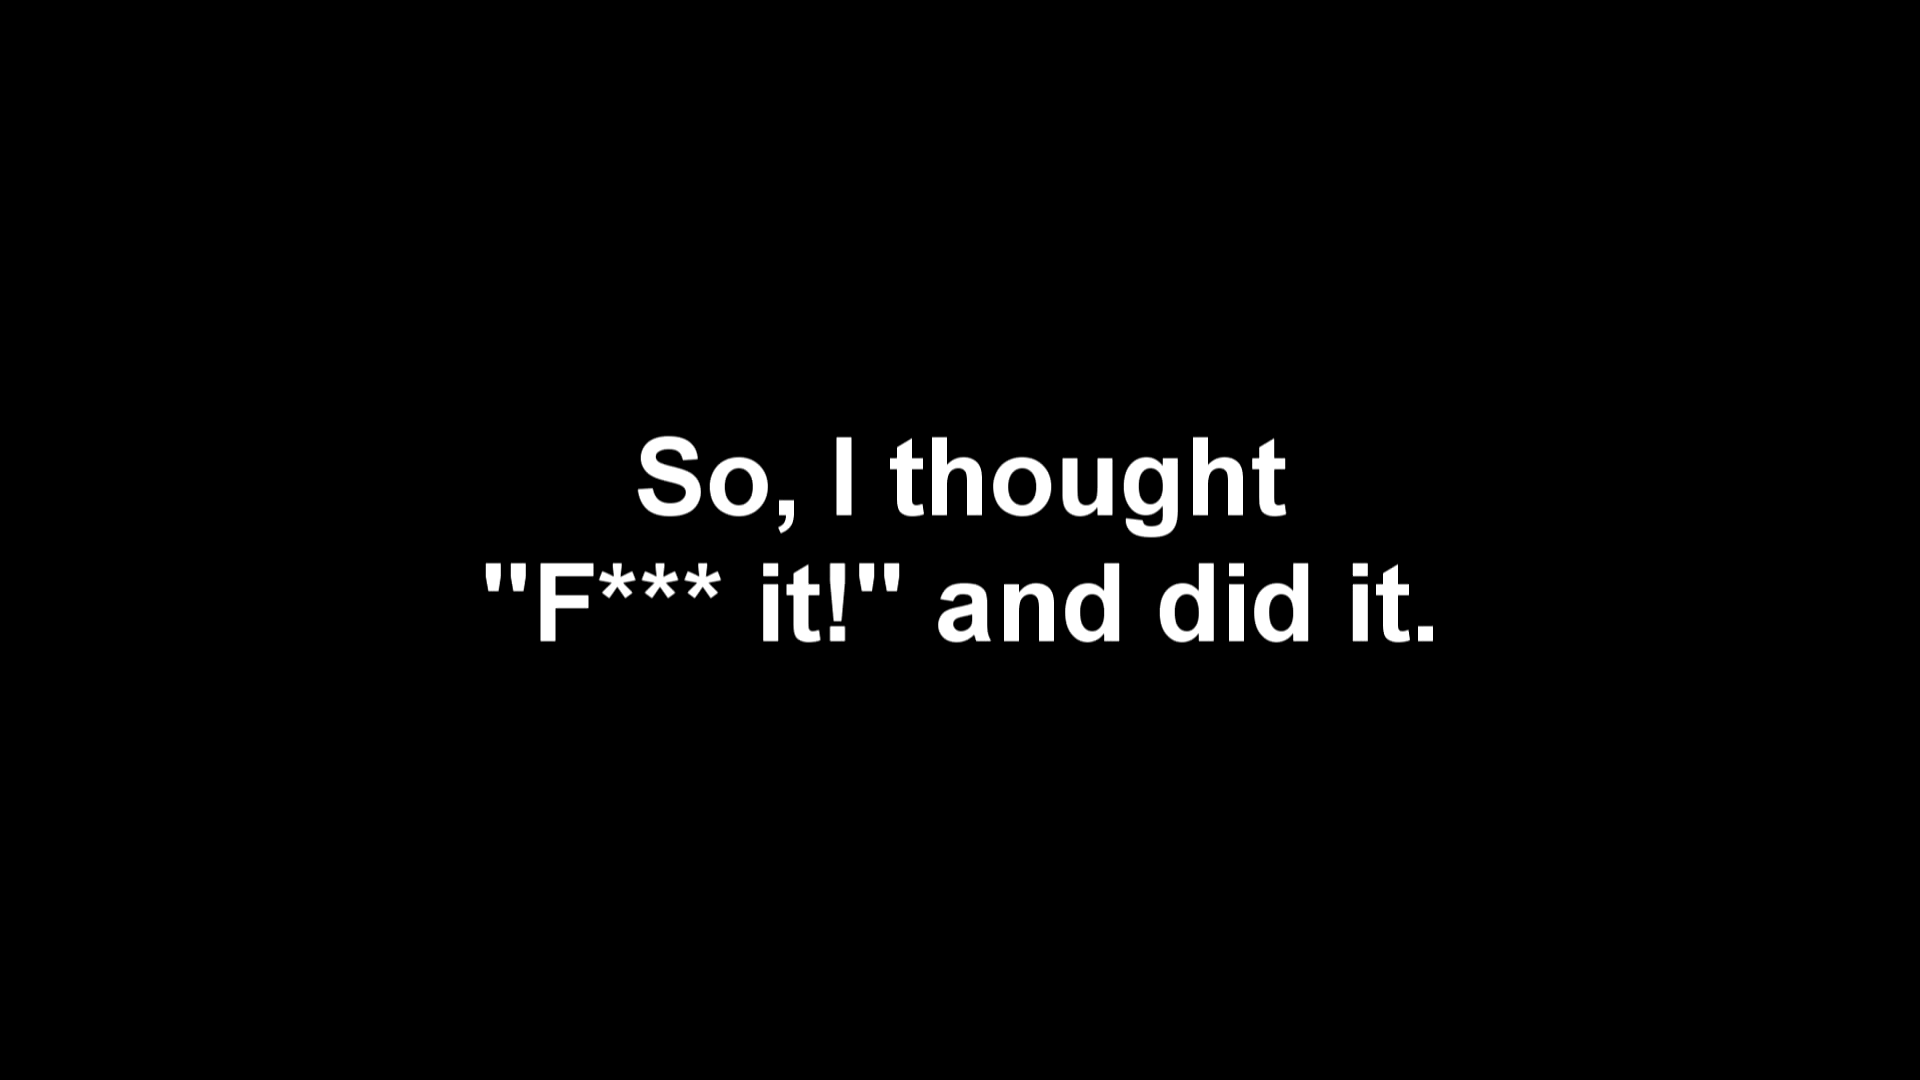 So, I thought
"F*** it!" and did it.